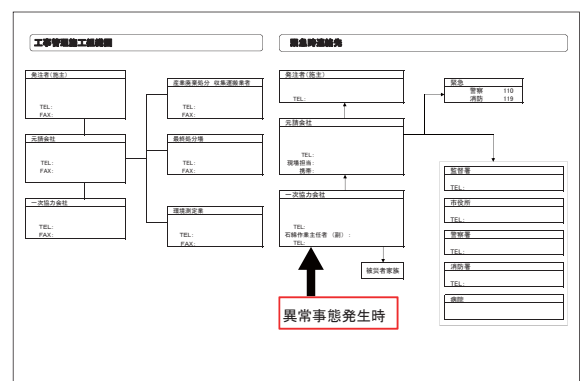 工事管理施工組織図
緊急時連絡先
発注者(施主)
TEL:
FAX:
元請会社
TEL:
FAX:
一次協力会社
TEL:
FAX:
産業廃棄処分 収集運搬業者
TEL:
FAX:
最終処分場
TEL:
FAX:
環境測定業
TEL:
FAX:
発注者(施主)
TEL:
元請会社
TEL:
現場担当:
携帯:
一次協力会社
TEL:
石綿作業主任者 (副) :
TEL:
被災者家族
異常事態発生時
緊急
警察 110
消防 119
監督署
TEL:
市役所
TEL:
警察署
TEL:
消防署
TEL:
病院